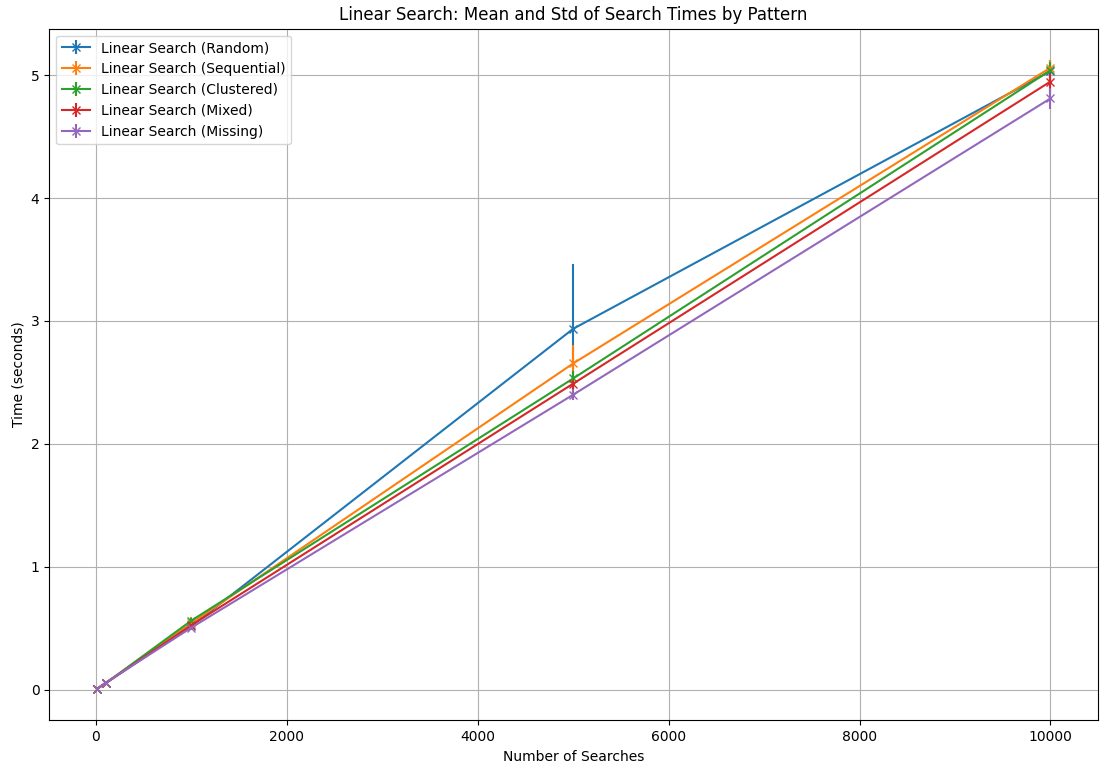 Linear Search: Mean and Std of Search Times by Pattern
Linear Search (Random)
Linear Search (Sequential)
Linear Search (Clustered)
Linear Search (Mixed)
Linear Search (Missing)
5
4
3
2
1
0
Time (seconds)
0 2000 4000 6000 8000 10000
Number of Searches